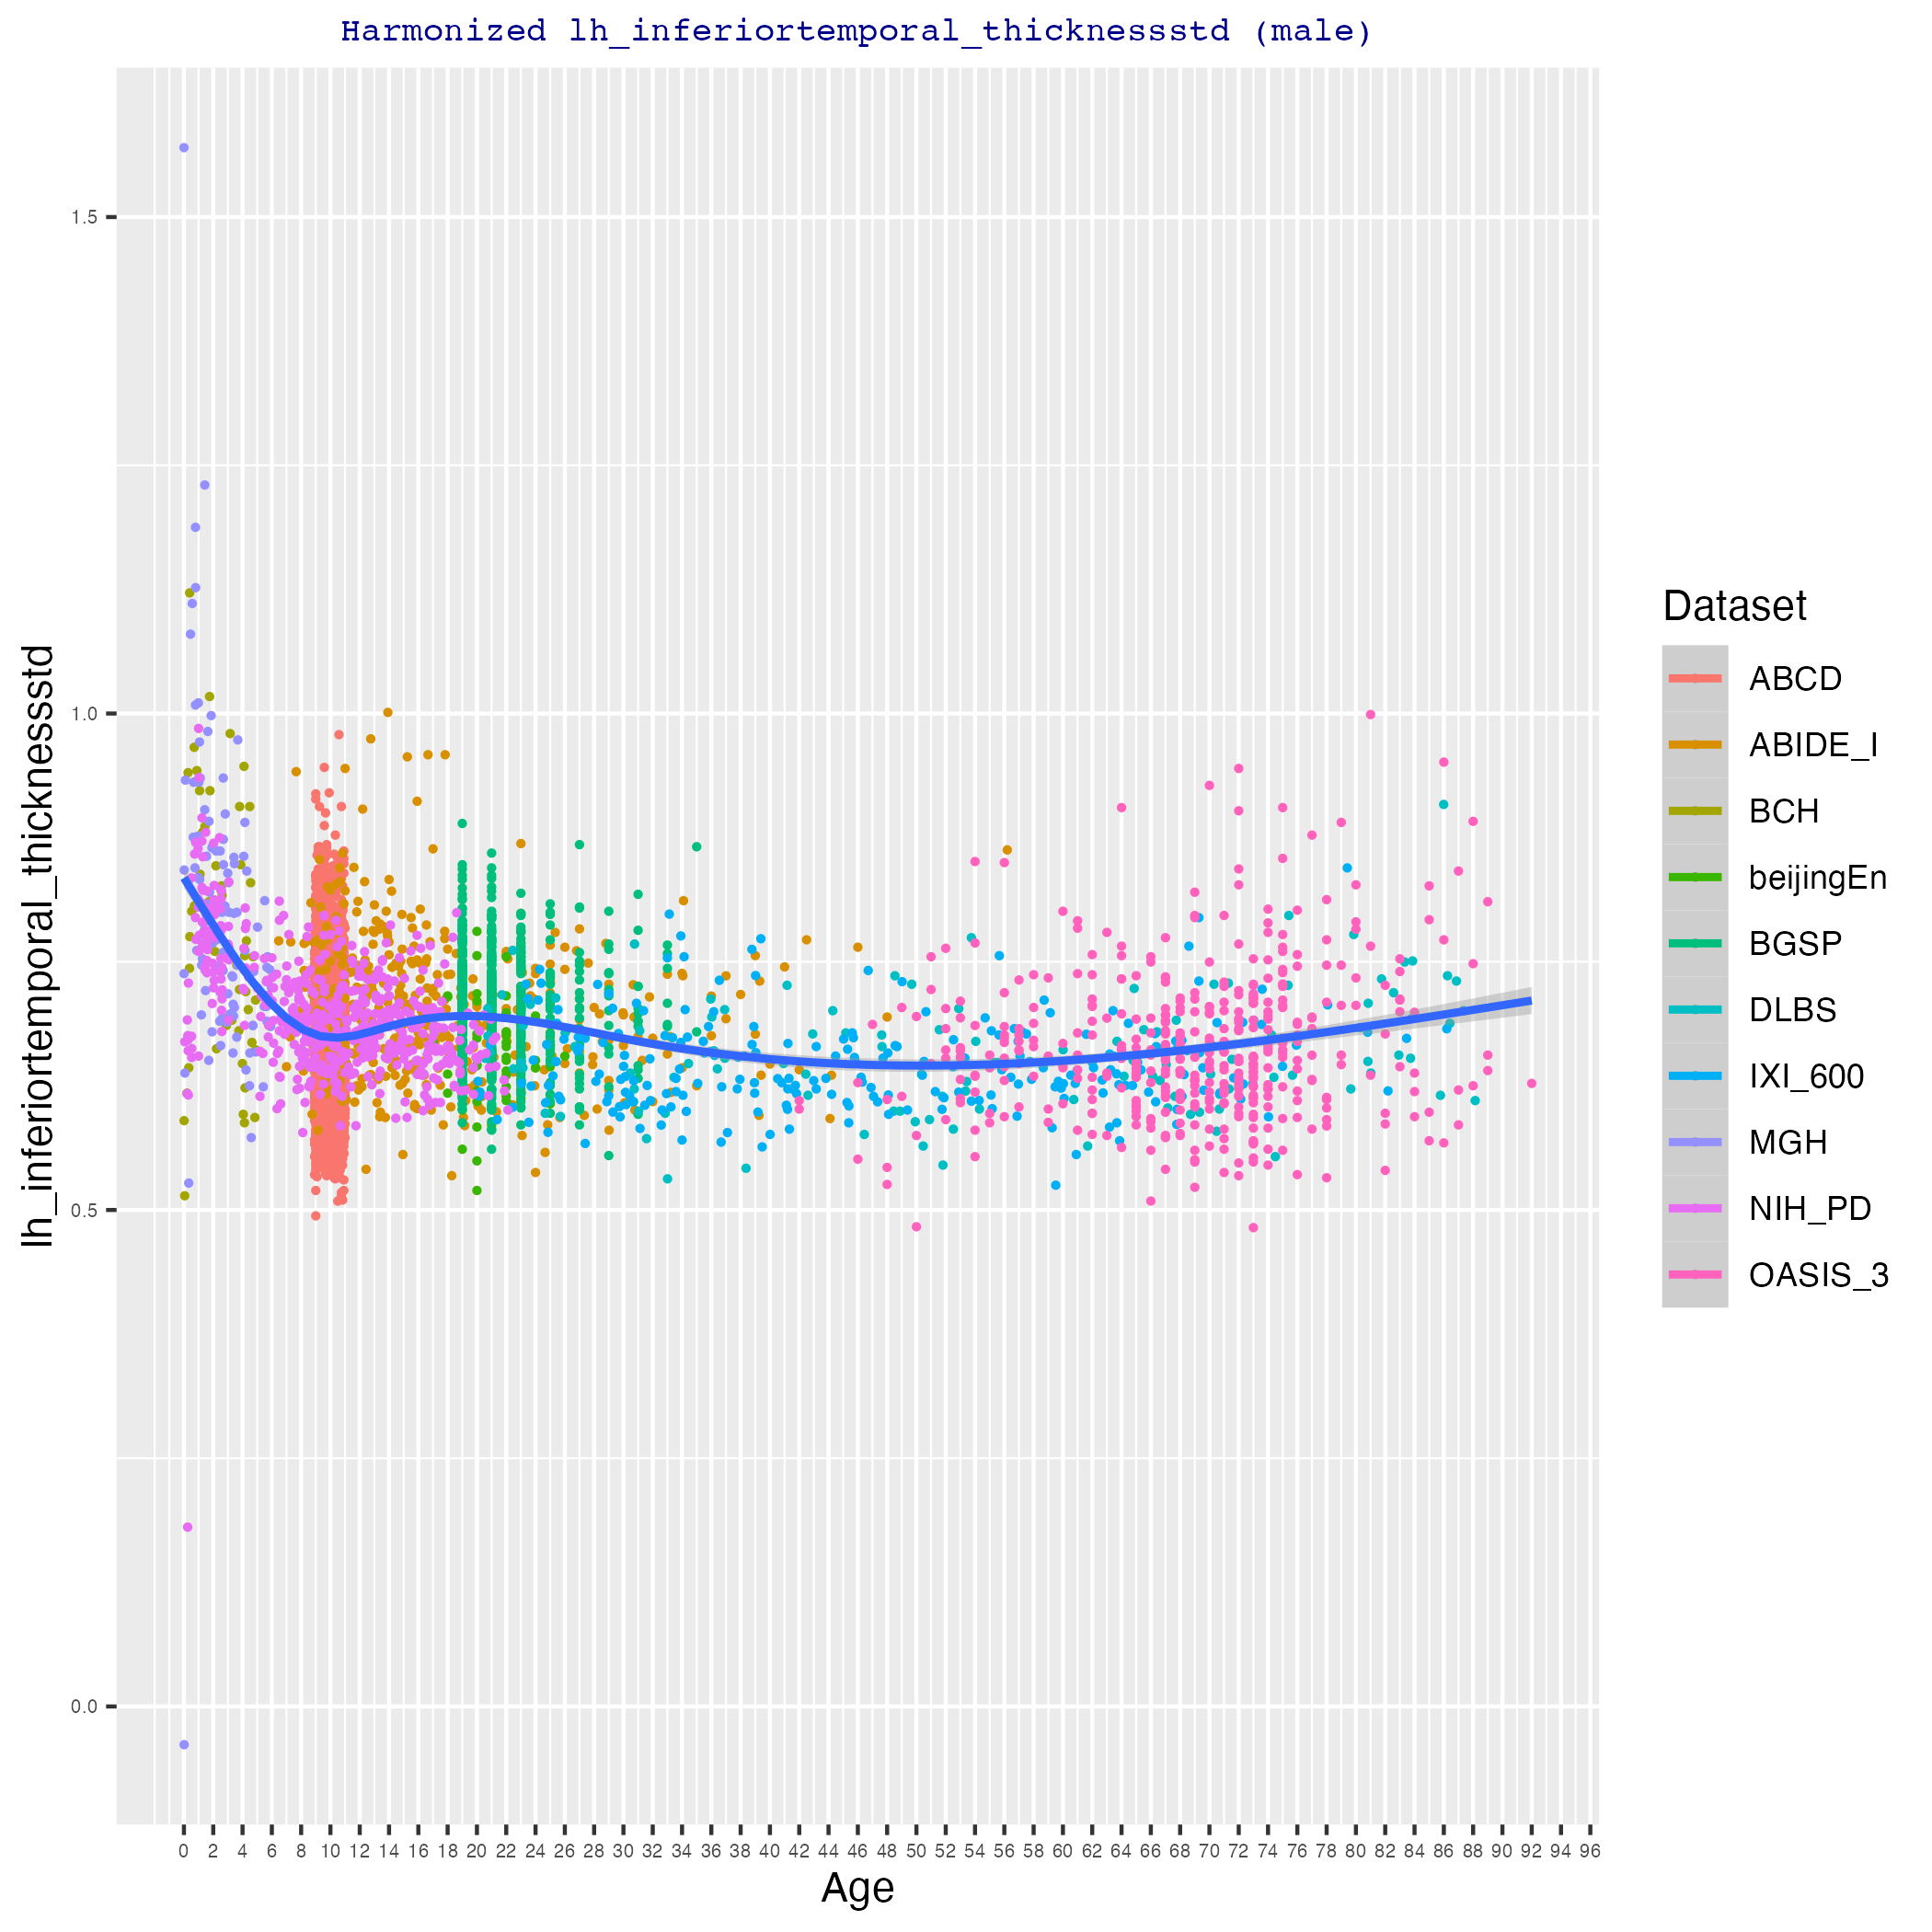 Harmonized lh_inferiortemporal_thicknessstd (male)
lh_inferiortemporal_thicknessstd
1.5
1.0
0.5
0.0
0 2 4 6 8 10 12 14 16 18 20 22 24 26 28 30 32 34 36 38 40 42 44 46 48 50 52 54 56 58 60 62 64 66 68 70 72 74 76 78 80 82 84 86 88 90 92 94 96
Age
Dataset
ABCD
ABIDE_I
BCH
beijingEn
BGSP
DLBS
IXI_600
MGH
NIH_PD
OASIS_3